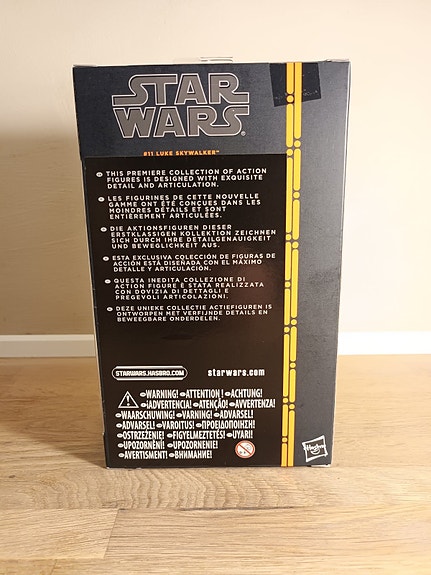 STAR
WARS®
#11 LUKE SKYWALKER™
THIS PREMIERE COLLECTION OF ACTION
FIGURES IS DESIGNED WITH EXQUISITE
DETAIL AND ARTICULATION.
LES FIGURINES DE CETTE NOUVELLE
GAMME ONT ÉTÉ CONÇUES DANS LES
MOINDRES DÉTAILS ET SONT
ENTIÈREMENT ARTICULÉES.
DIE AKTIONSFIGUREN DIESER
ERSTKLASSIGEN KOLLEKTION ZEICHNEN
SICH DURCH IHRE DETAILGENAUIGKEIT
UND BEWEGLICHKEIT AUS.
ESTA EXCLUSIVA COLECCIÓN DE FIGURAS DE
ACCIÓN ESTÁ DISEÑADA CON EL MÁXIMO
DETALLE Y ARTICULACIÓN.
QUESTA INEDITA COLLEZIONE DI
ACTION FIGURE È STATA REALIZZATA
CON DOVIZIA DI DETTAGLI E
PREGEVOLI ARTICOLAZIONI.
DEZE UNIEKE COLLECTIE ACTIEFIGUREN IS
ONTWORPEN MET VERFIJNDE DETAILS EN
BEWEEGBARE ONDERDELEN.
STARWARS.HASBRO.COM starwars.com
WARNING! ATTENTION! ACHTUNG!
¡ADVERTENCIA! ATENÇÃO! AVVERTENZA!
WAARSCHUWING! VARNING! ADVARSEL!
ADVARSEL! VAROITUS! ΠΡΟΕΙΔΟΠΟΙΗΣΗ!
OSTRZEŻENIE! FIGYELMEZTETÉS! UYARI!
UPOZORNĚNÍ! UPOZORNENIE!
AVERTISMENT! ВНИМАНИЕ!
Hasbro